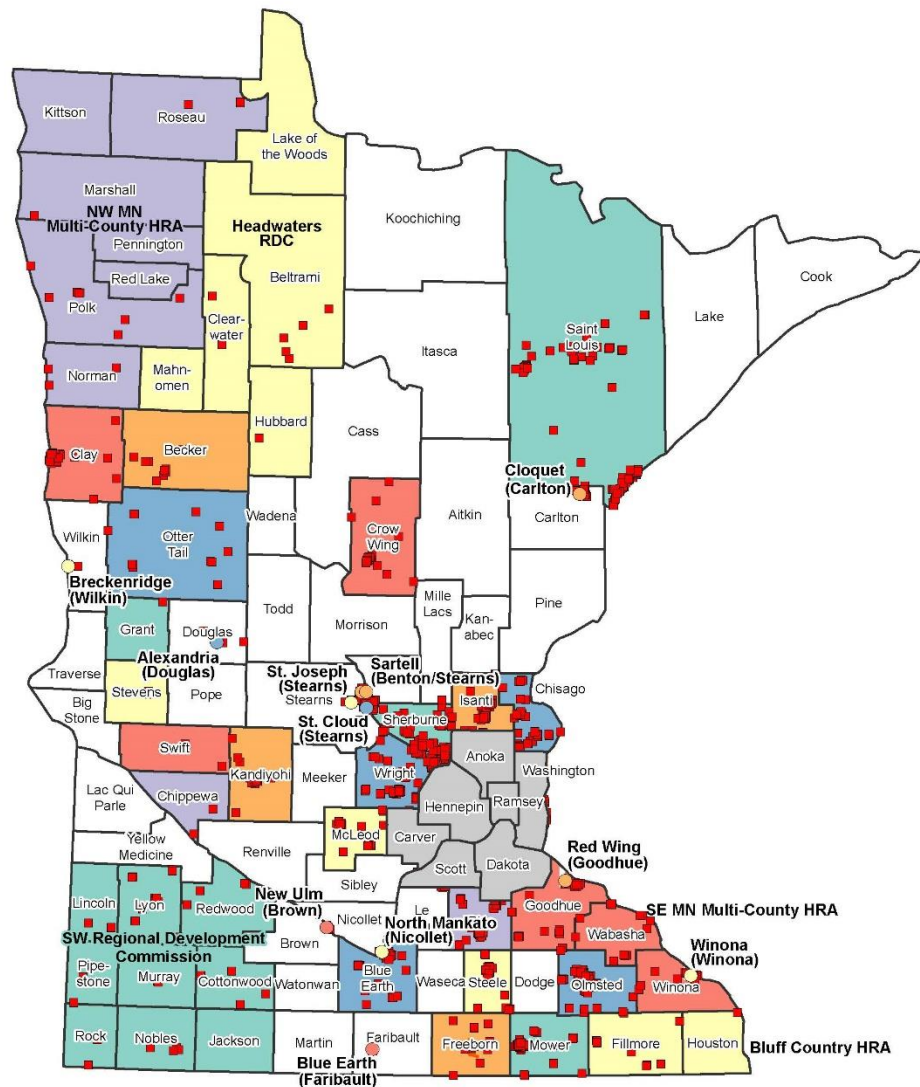 Kittson
Roseau
Lake of
the Woods
Marshall
NW MN
Multi-County HRA
Pennington
Red Lake
Polk
Headwaters
RDC
Beltrami
Clear-
water
Koochiching
Itasca
Saint
Louis
Lake
Cook
Norman
Mahn-
omen
Hubbard
Cass
Clay
Becker
Cloquet
(Carlton)
Carlton
Wilkin
Otter
Tail
Wadena
Crow
Wing
Aitkin
Breckenridge
(Wilkin)
Mille
Lacs
Kan-
abec
Pine
Grant
Douglas
Todd
Morrison
Alexandria
(Douglas)
Traverse
Stevens
Pope
Big
Stone
St. Joseph
(Stearns)
Sartell
(Benton/Stearns)
Stearns
St. Cloud
(Stearns)
Sherburne
Isanti
Chisago
Swift
Kandiyohi
Meeker
Wright
Anoka
Washington
Lac Qui
Parle
Chippewa
Hennepin
Ramsey
Yellow
Medicine
Renville
McLeod
Carver
Scott
Dakota
Sibley
Red Wing
(Goodhue)
Lincoln
Lyon
Redwood
New Ulm
(Brown)
Nicollet
Le
North Mankato
(Nicollet)
Goodhue
SE MN Multi-County HRA
Wabasha
SW Regional Development
Commission
Brown
Winona
(Winona)
Pipe-
stone
Murray
Cottonwood
Watonwan
Blue
Earth
Waseca
Steele
Dodge
Olmsted
Winona
Rock
Nobles
Jackson
Martin
Faribault
Freeborn
Mower
Fillmore
Houston
Blue Earth
(Faribault)
Bluff Country HRA